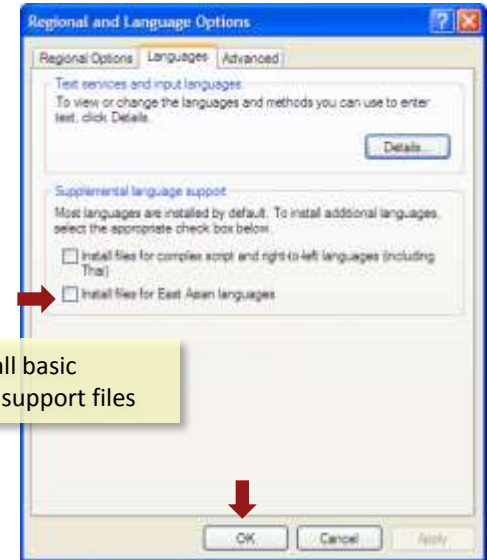 Regional and Language Options
Regional Options Languages Advanced
Text services and input languages
To view or change the languages and methods you can use to enter
text, click Details.
Details...
Supplemental language support
Most languages are installed by default. To install additional languages,
select the appropriate check box below.
Install files for complex script and right-to-left languages (including
Thai)
Install files for East Asian languages
all basic
support files
OK Cancel Apply